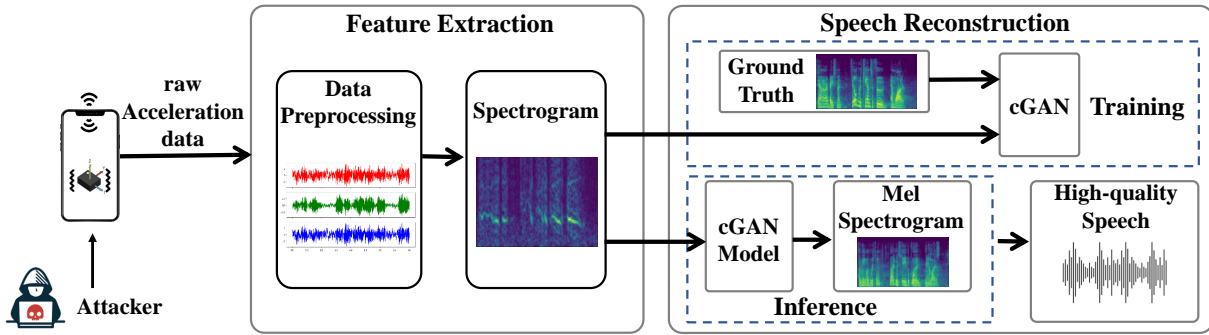 Feature Extraction
Speech Reconstruction
raw
Acceleration
data
Attacker
Data
Preprocessing
Spectrogram
Ground
Truth
cGAN
Training
cGAN
Model
Mel
Spectrogram
Inference
High-quality
Speech